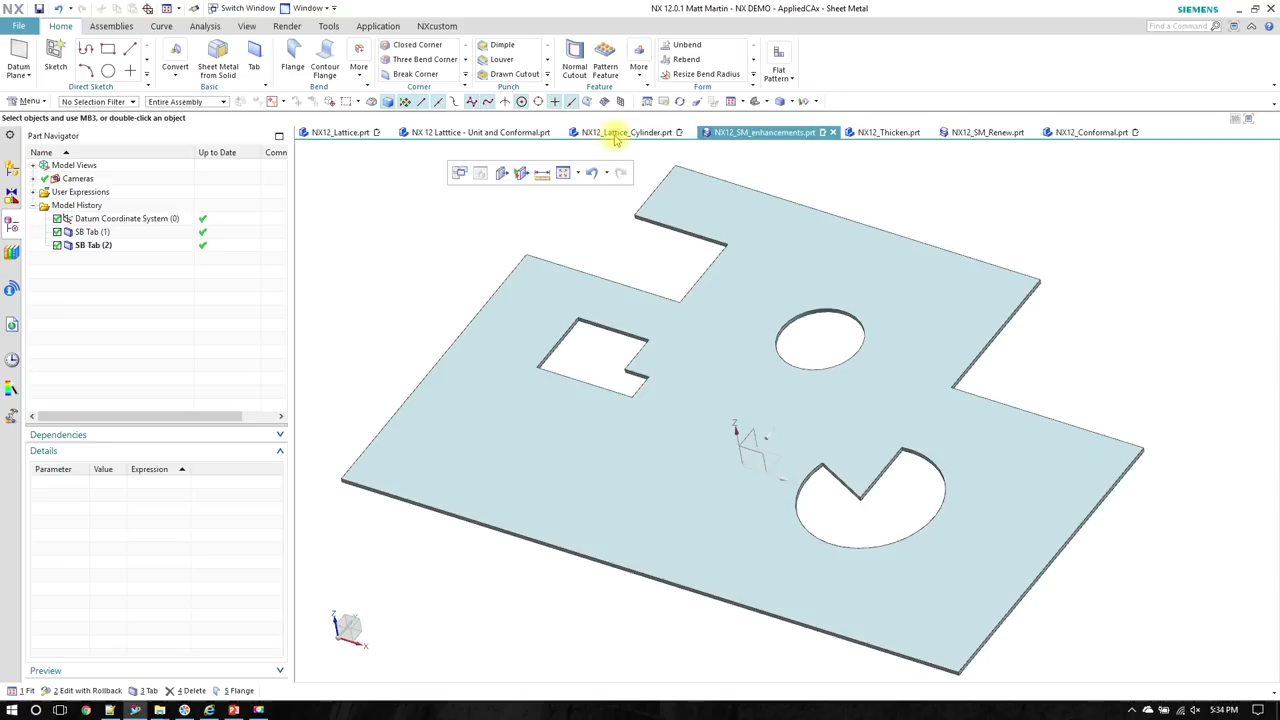 NX
Switch Window
Window
NX 12.0.1 Matt Martin - NX DEMO - AppliedCAx - Sheet Metal
SIEMENS
File
Home
Assemblies
Curve
Analysis
View
Render
Tools
Application
NXcustom
Find a Command
Datum Plane
Sketch
Direct Sketch
Convert
Sheet Metal from Solid
Tab
Basic
Flange
Contour Flange
More
Bend
Closed Corner
Three Bend Corner
Break Corner
Corner
Dimple
Louver
Drawn Cutout
Punch
Normal Cutout
Pattern Feature
More
Feature
Unbend
Rebend
Resize Bend Radius
Form
Flat Pattern
Menu
No Selection Filter
Entire Assembly
Select objects and use MB3, or double-click an object
Part Navigator
NX12_Lattice.prt
NX 12 Latttice - Unit and Conformal.prt
NX12_Lattice_Cylinder.prt
NX12_SM_enhancements.prt
NX12_Thicken.prt
NX12_SM_Renew.prt
NX12_Conformal.prt
Name
Up to Date
Comn
Model Views
Cameras
User Expressions
Model History
Datum Coordinate System (0)
SB Tab (1)
SB Tab (2)
Z
Dependencies
Details
Parameter
Value
Expression
Z
X
Preview
1 Fit
2 Edit with Rollback
3 Tab
4 Delete
5 Flange
5:34 PM